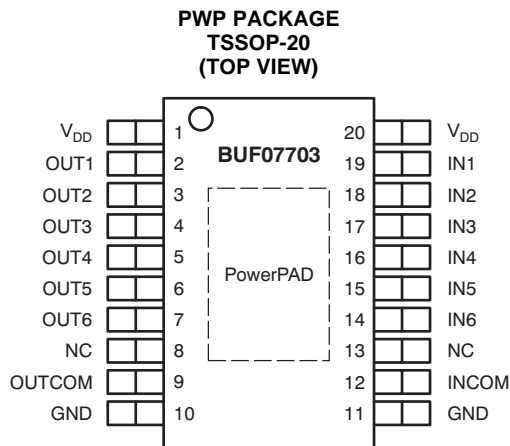 PWP PACKAGE
TSSOP-20
(TOP VIEW)
BUF07703
PowerPAD
VDD 1 20 VDD
OUT1 2 19 IN1
OUT2 3 18 IN2
OUT3 4 17 IN3
OUT4 5 16 IN4
OUT5 6 15 IN5
OUT6 7 14 IN6
NC 8 13 NC
OUTCOM 9 12 INCOM
GND 10 11 GND